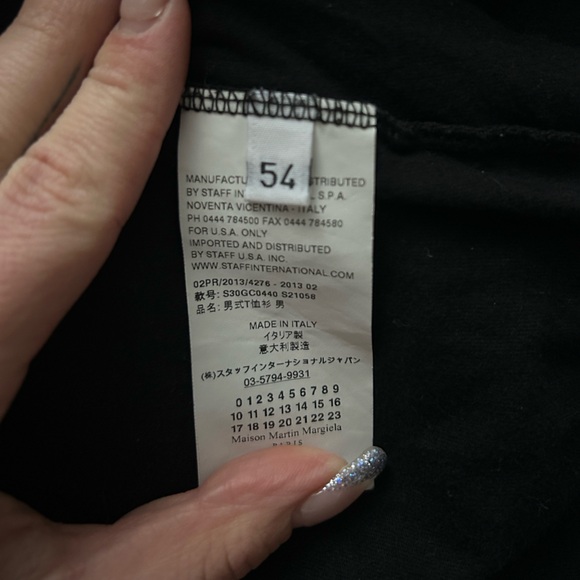 54
MANUFACTU STRIBUTED
BY STAFF IN L S.P.A.
NOVENTA VICENTINA - ITALY
PH 0444 784500 FAX 0444 784580
FOR U.S.A. ONLY
IMPORTED AND DISTRIBUTED
BY STAFF U.S.A. INC.
WWW.STAFFINTERNATIONAL.COM
02PR/2013/4276 - 2013 02
款号: S30GC0440 S21058
品名: 男式T恤衫 男
MADE IN ITALY
イタリア製
意大利製造
(株)スタッフインターナショナルジャパン
03-5794-9931
0 1 2 3 4 5 6 7 8 9
10 11 12 13 14 15 16
17 18 19 20 21 22 23
Maison Martin Margiela
PARIS